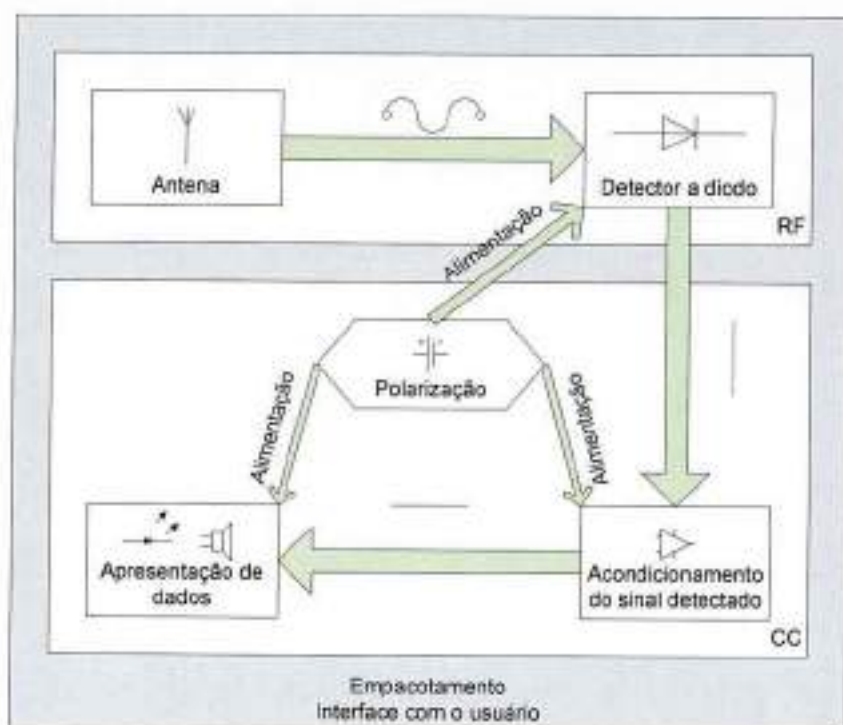 Antena
Detector a diodo
RF
Alimentação
Polarização
Alimentação
Alimentação
Apresentação de
dados
Acondicionamento
do sinal detectado
CC
Empacotamento
Interface com o usuário